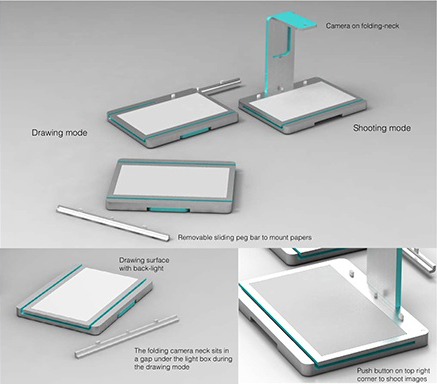 Camera on folding-neck
Drawing mode
Shooting mode
Removable sliding peg bar to mount papers
Drawing surface
with back-light
The folding camera neck sits in
a gap under the light box during
the drawing mode
Push button on top right
corner to shoot images